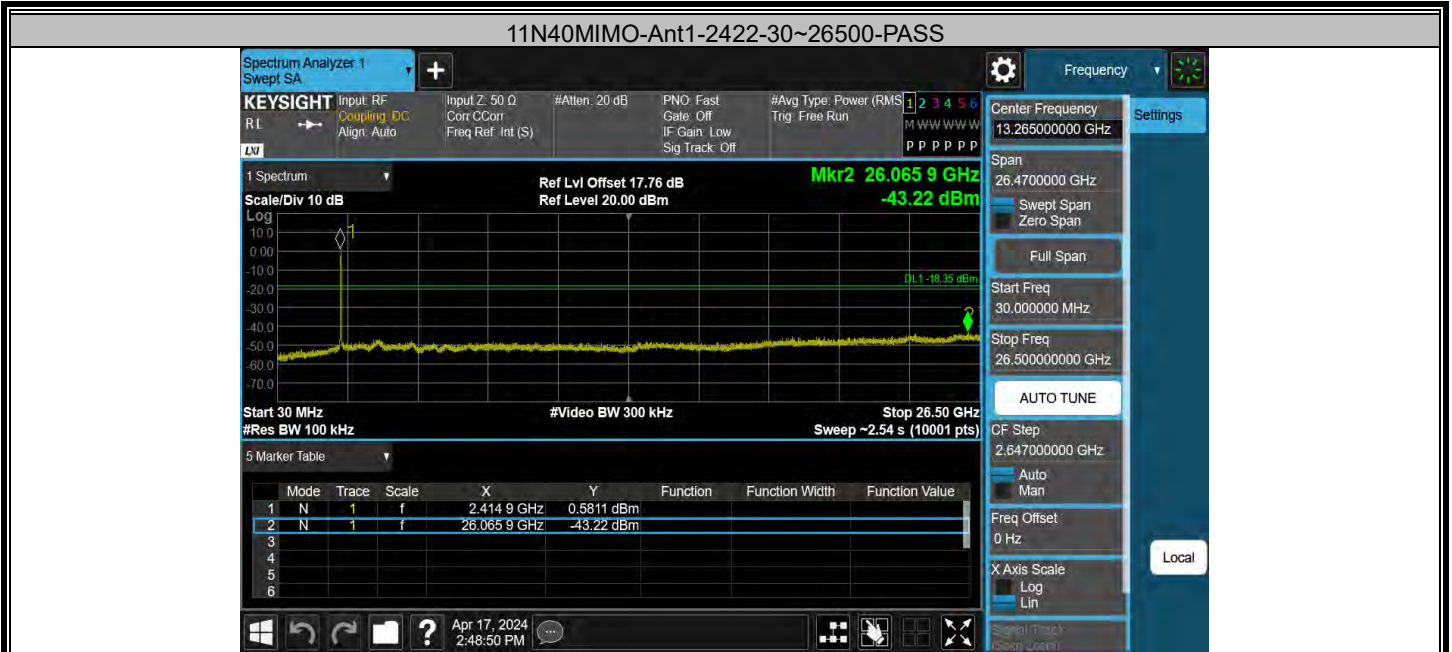 11N40MIMO-Ant1-2422-30~26500-PASS
Spectrum Analyzer 1
Swept SA
Frequency
KEYSIGHT
RL
LXI
Input: RF
Coupling: DC
Align: Auto
Input Z: 50 Ω
Corr CCorr
Freq Ref: Int (S)
#Atten: 20 dB
PNO: Fast
Gate: Off
IF Gain: Low
Sig Track: Off
#Avg Type: Power (RMS
Trig: Free Run
1 2 3 4 5 6
M W W W W W
P P P P P P
1 Spectrum
Scale/Div 10 dB
Ref Lvl Offset 17.76 dB
Ref Level 20.00 dBm
Mkr2 26.065 9 GHz
-43.22 dBm
Log
10.0
0.00
-10.0
-20.0
-30.0
-40.0
-50.0
-60.0
-70.0
1
DL1 -18.35 dBm
2
Start 30 MHz
#Video BW 300 kHz
Stop 26.50 GHz
#Res BW 100 kHz
Sweep ~2.54 s (10001 pts)
5 Marker Table
Mode Trace Scale X Y Function Function Width Function Value
1 N 1 f 2.414 9 GHz 0.5811 dBm
2 N 1 f 26.065 9 GHz -43.22 dBm
3
4
5
6
Apr 17, 2024
2:48:50 PM
Center Frequency
13.265000000 GHz
Span
26.4700000 GHz
Swept Span
Zero Span
Full Span
Start Freq
30.000000 MHz
Stop Freq
26.500000000 GHz
AUTO TUNE
CF Step
2.647000000 GHz
Auto
Man
Freq Offset
0 Hz
X Axis Scale
Log
Lin
Signal Track
(Span Zoom)
Settings
Local